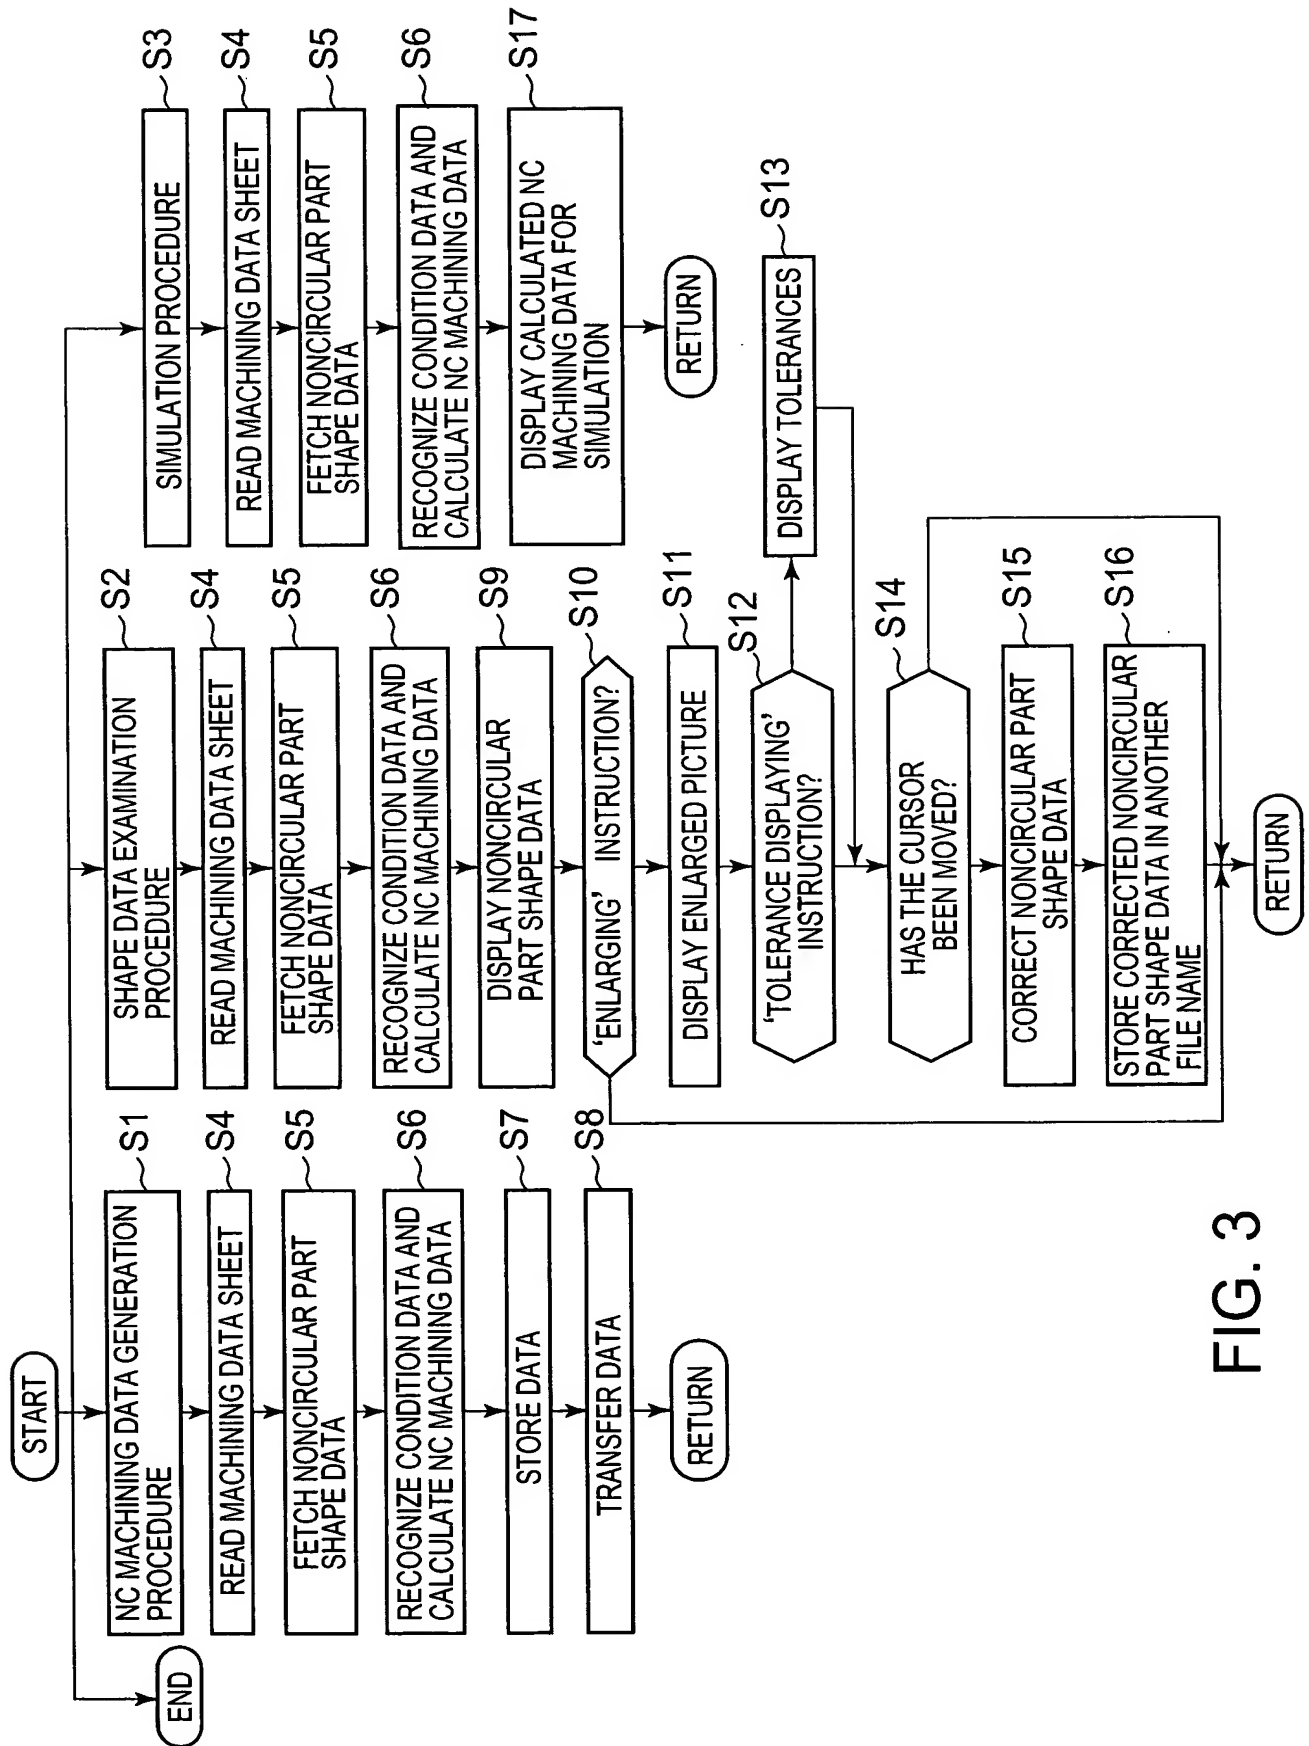 START
END
NC MACHINING DATA GENERATION
PROCEDURE
S1
READ MACHINING DATA SHEET
S4
FETCH NONCIRCULAR PART
SHAPE DATA
S5
RECOGNIZE CONDITION DATA AND
CALCULATE NC MACHINING DATA
S6
STORE DATA
S7
TRANSFER DATA
S8
RETURN
SHAPE DATA EXAMINATION
PROCEDURE
S2
READ MACHINING DATA SHEET
S4
FETCH NONCIRCULAR PART
SHAPE DATA
S5
RECOGNIZE CONDITION DATA AND
CALCULATE NC MACHINING DATA
S6
DISPLAY NONCIRCULAR
PART SHAPE DATA
S9
'ENLARGING' INSTRUCTION?
S10
DISPLAY ENLARGED PICTURE
S11
'TOLERANCE DISPLAYING'
INSTRUCTION?
S12
DISPLAY TOLERANCES
S13
HAS THE CURSOR
BEEN MOVED?
S14
CORRECT NONCIRCULAR PART
SHAPE DATA
S15
STORE CORRECTED NONCIRCULAR
PART SHAPE DATA IN ANOTHER
FILE NAME
S16
RETURN
SIMULATION PROCEDURE
S3
READ MACHINING DATA SHEET
S4
FETCH NONCIRCULAR PART
SHAPE DATA
S5
RECOGNIZE CONDITION DATA AND
CALCULATE NC MACHINING DATA
S6
DISPLAY CALCULATED NC
MACHINING DATA FOR
SIMULATION
S17
RETURN
FIG. 3